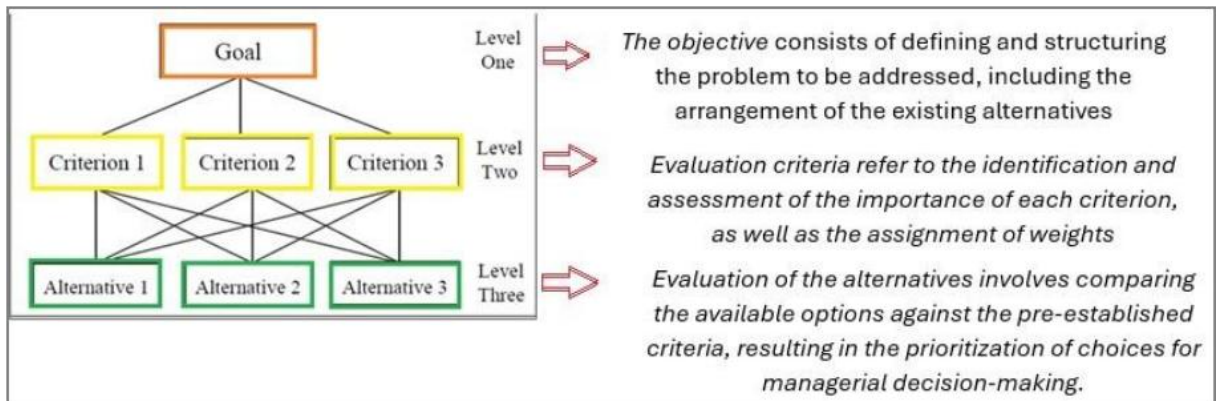 Goal
Level
One
The objective consists of defining and structuring
the problem to be addressed, including the
arrangement of the existing alternatives
Criterion 1
Criterion 2
Criterion 3
Level
Two
Evaluation criteria refer to the identification and
assessment of the importance of each criterion,
as well as the assignment of weights
Alternative 1
Alternative 2
Alternative 3
Level
Three
Evaluation of the alternatives involves comparing
the available options against the pre-established
criteria, resulting in the prioritization of choices for
managerial decision-making.